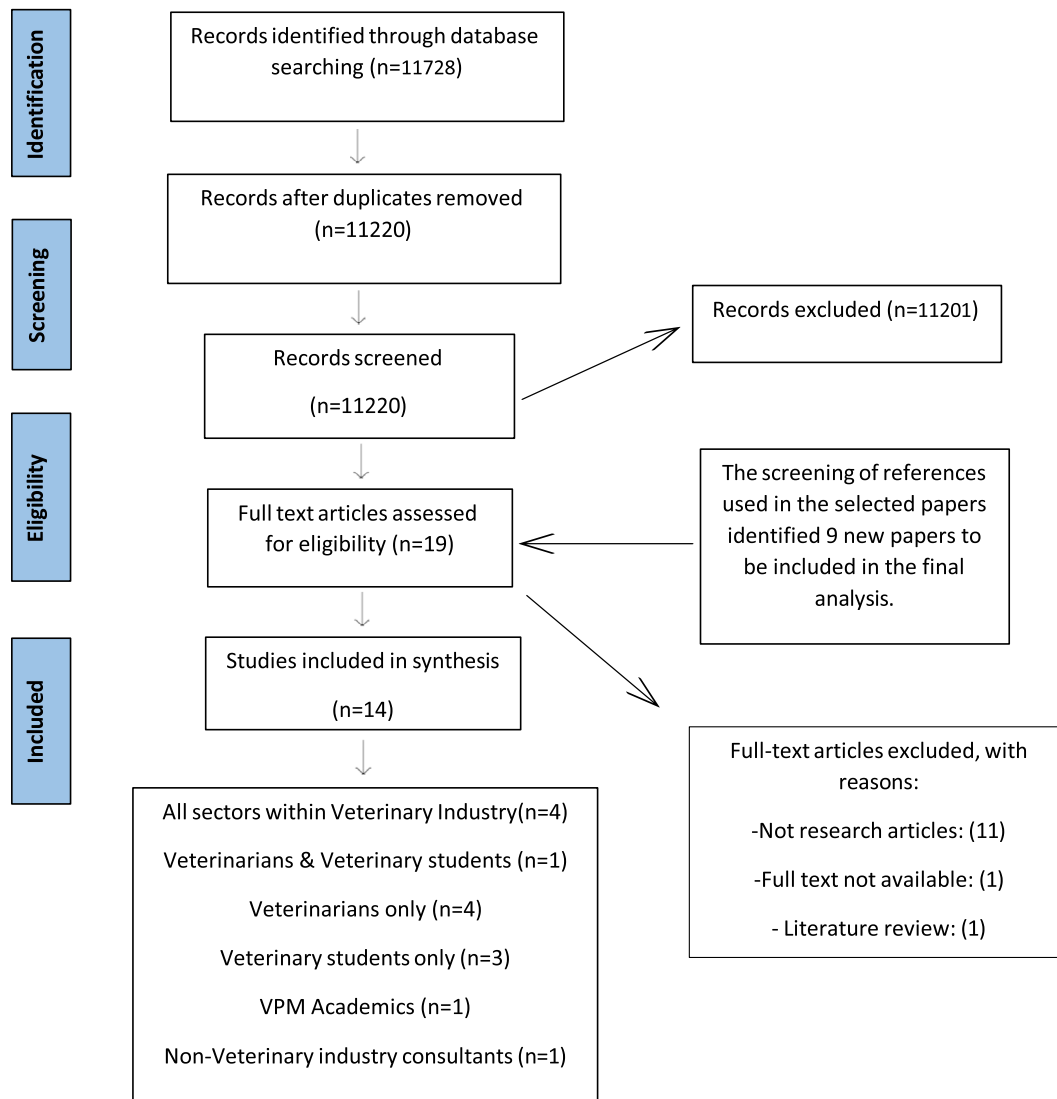 Identification
Records identified through database
searching (n=11728)
Records after duplicates removed
(n=11220)
Screening
Records excluded (n=11201)
Records screened
(n=11220)
Eligibility
Full text articles assessed
for eligibility (n=19)
The screening of references
used in the selected papers
identified 9 new papers to
be included in the final
analysis.
Included
Studies included in synthesis
(n=14)
Full-text articles excluded, with
reasons:
-Not research articles: (11)
-Full text not available: (1)
- Literature review: (1)
All sectors within Veterinary Industry(n=4)
Veterinarians & Veterinary students (n=1)
Veterinarians only (n=4)
Veterinary students only (n=3)
VPM Academics (n=1)
Non-Veterinary industry consultants (n=1)